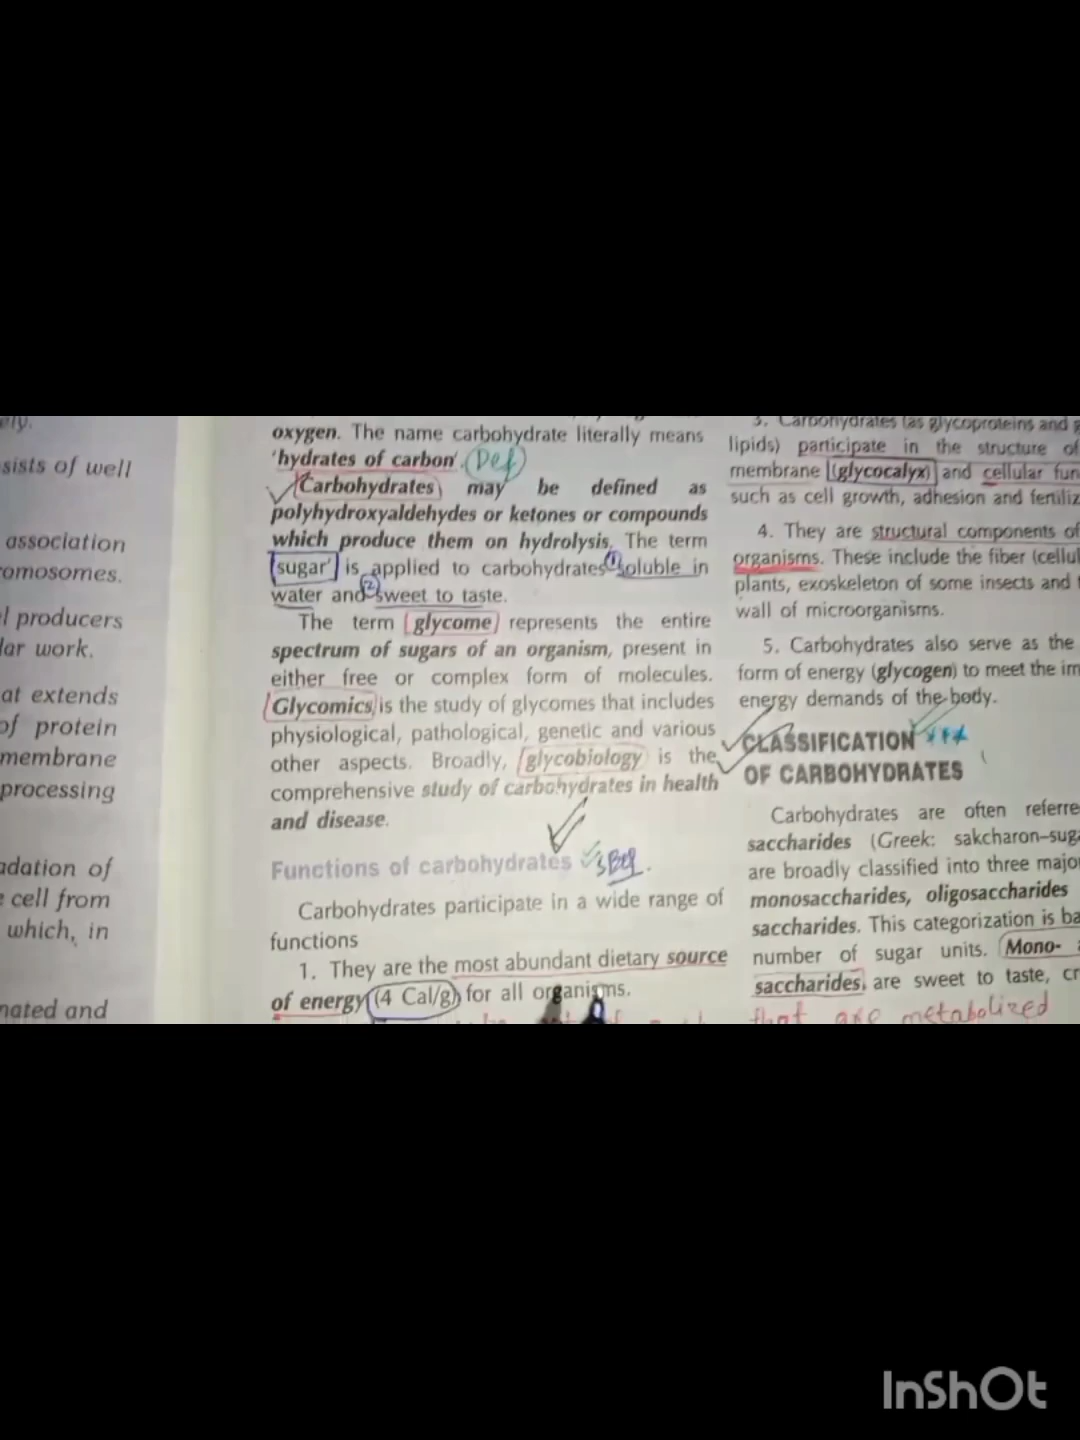 ely.
sists of well
association
omosomes.
el producers
lar work.
at extends
of protein
membrane
processing
adation of
e cell from
which, in
nated and
oxygen. The name carbohydrate literally means
'hydrates of carbon'. (Def)
Carbohydrates may be defined as
polyhydroxyaldehydes or ketones or compounds
which produce them on hydrolysis. The term
'sugar' is applied to carbohydrates ① soluble in
water and ② sweet to taste.
The term glycome represents the entire
spectrum of sugars of an organism, present in
either free or complex form of molecules.
Glycomics is the study of glycomes that includes
physiological, pathological, genetic and various
other aspects. Broadly, glycobiology is the
comprehensive study of carbohydrates in health
and disease.
Functions of carbohydrates
Carbohydrates participate in a wide range of
functions
1. They are the most abundant dietary source
of energy (4 Cal/g) for all organisms.
3. Carbohydrates (as glycoproteins and g
lipids) participate in the structure of
membrane (glycocalyx) and cellular fun
such as cell growth, adhesion and fertiliz
4. They are structural components of
organisms. These include the fiber (cellul
plants, exoskeleton of some insects and
wall of microorganisms.
5. Carbohydrates also serve as the
form of energy (glycogen) to meet the im
energy demands of the body.
CLASSIFICATION
OF CARBOHYDRATES
Carbohydrates are often referre
saccharides (Greek: sakcharon–suga
are broadly classified into three major
monosaccharides, oligosaccharides
saccharides. This categorization is ba
number of sugar units. Mono-
saccharides are sweet to taste, cr
that are metabolized
InShOt